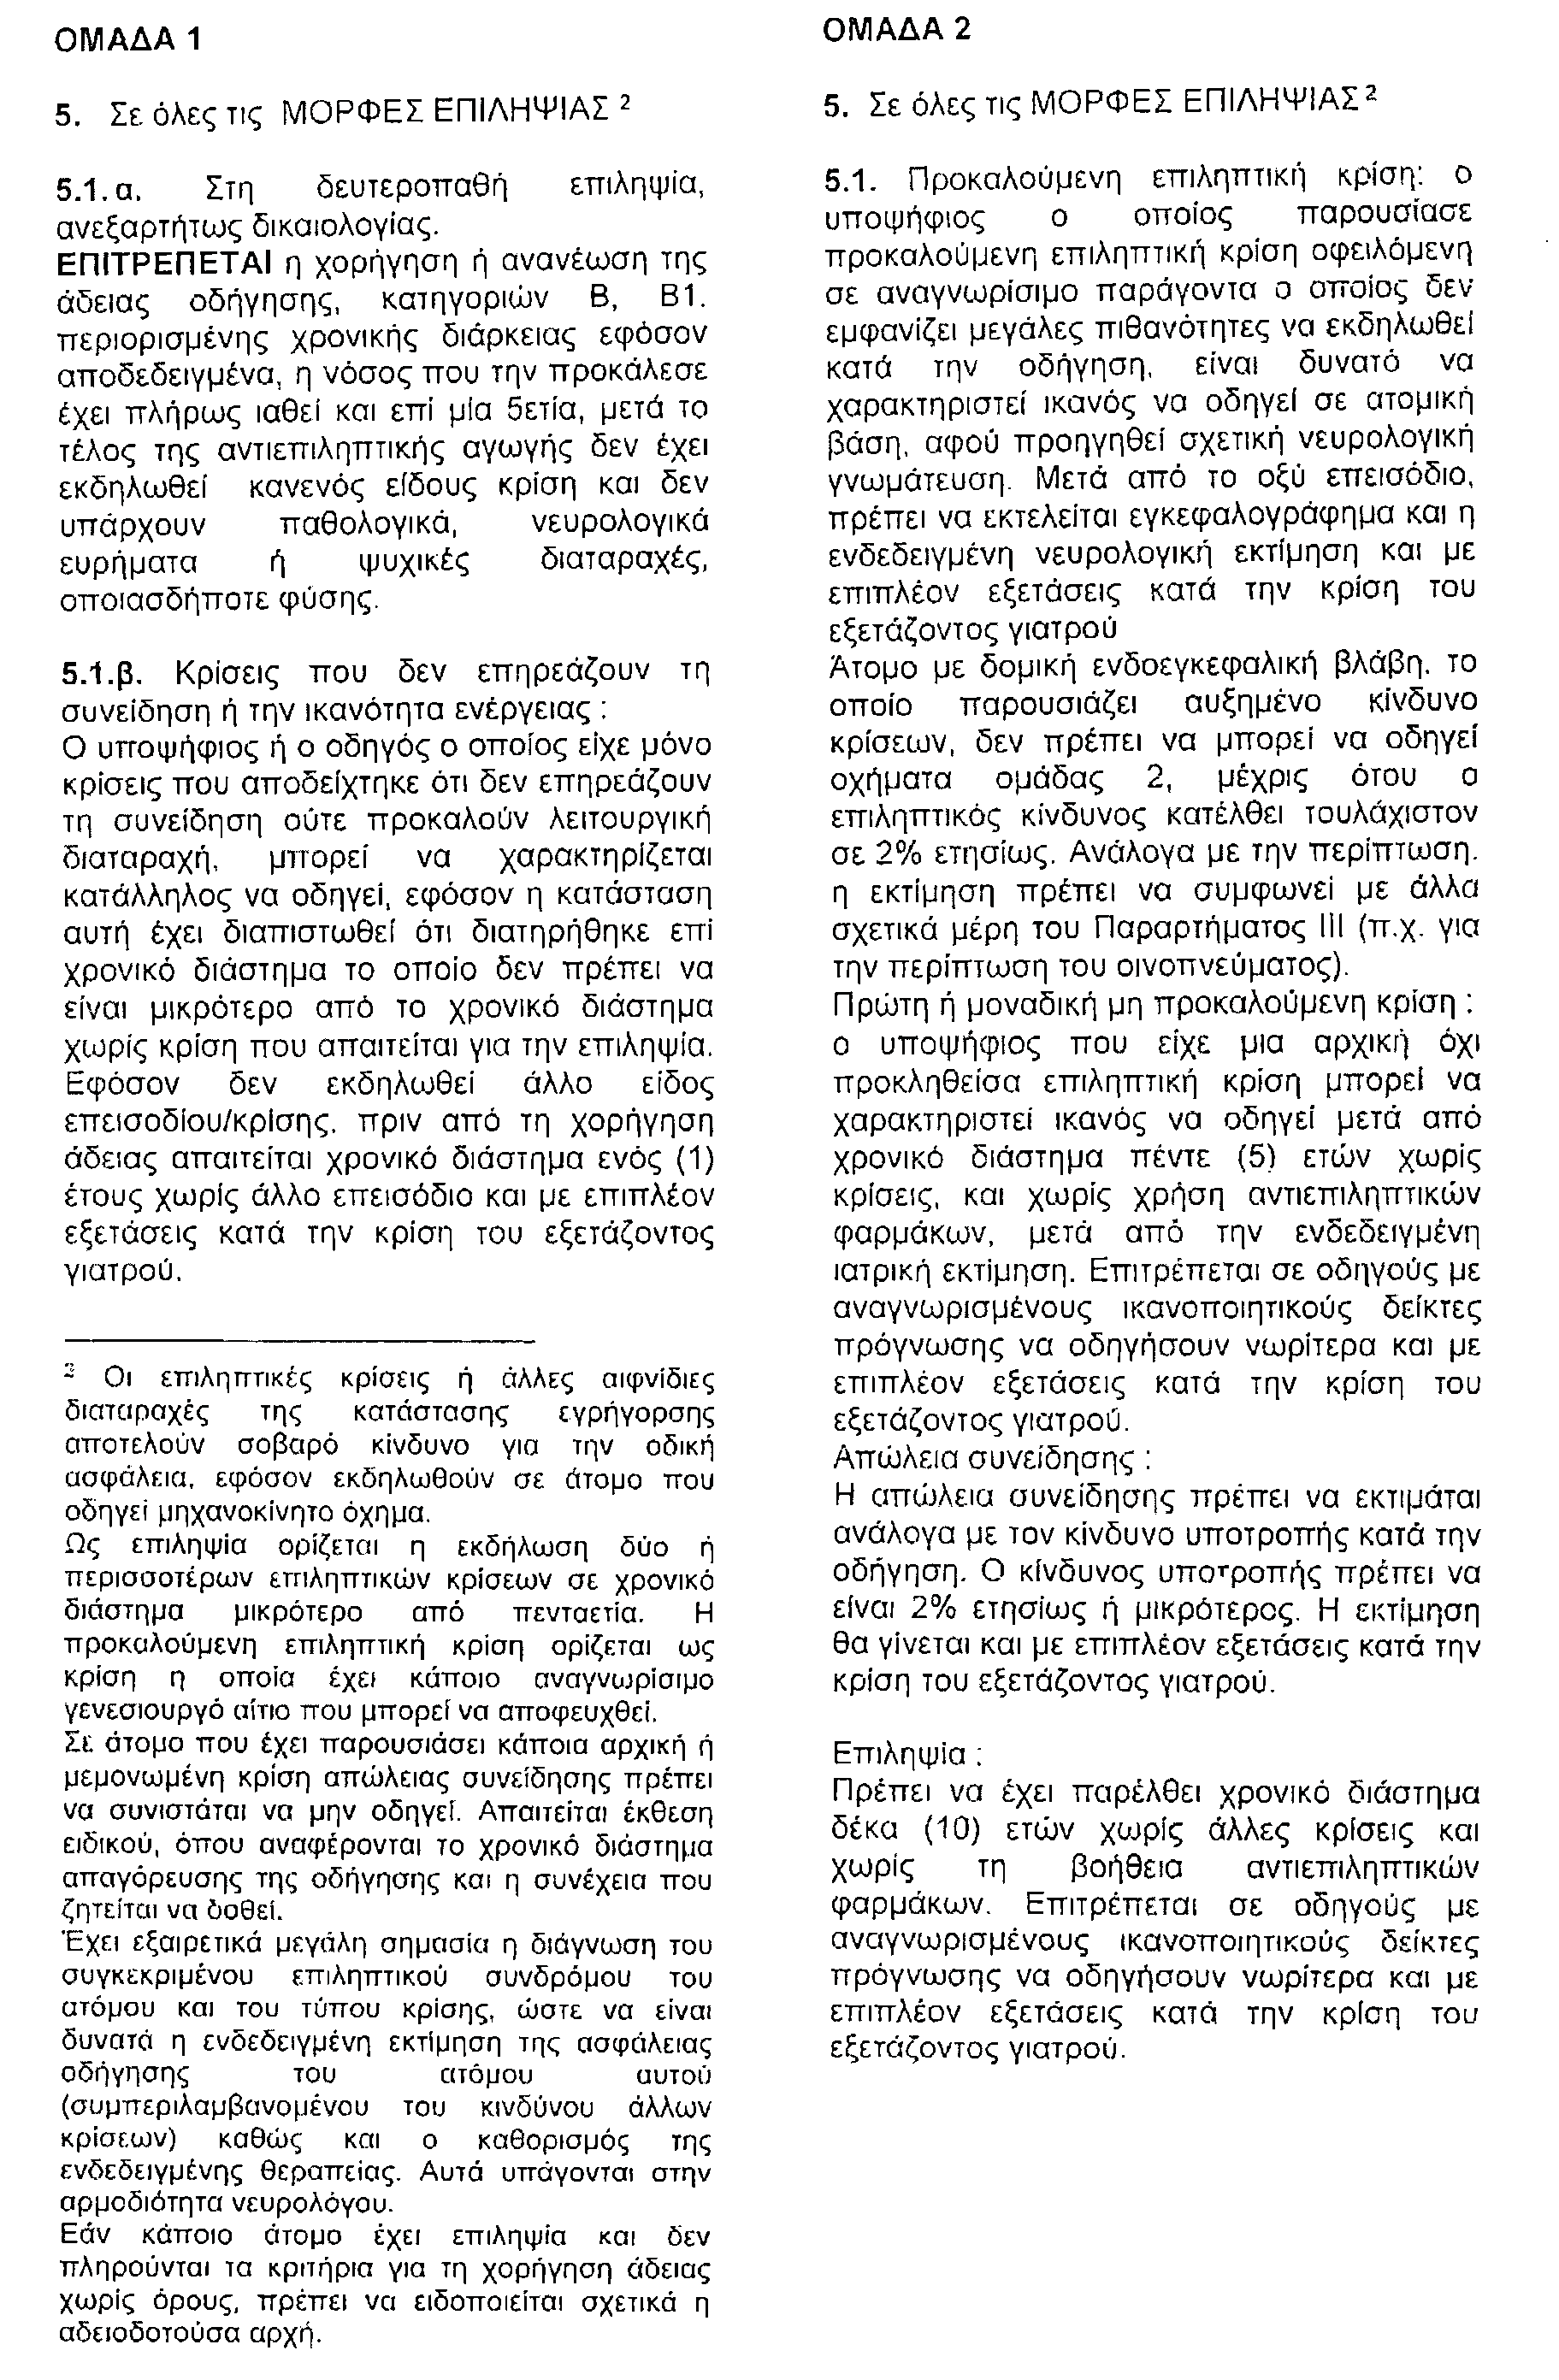 ΟΜΑΔΑ 1
5. Σε όλες τις ΜΟΡΦΕΣ ΕΠΙΛΗΨΙΑΣ ²
5.1.α. Στη δευτεροπαθή επιληψία,
ανεξαρτήτως δικαιολογίας.
ΕΠΙΤΡΕΠΕΤΑΙ η χορήγηση ή ανανέωση της
άδειας οδήγησης, κατηγοριών Β, Β1.
περιορισμένης χρονικής διάρκειας εφόσον
αποδεδειγμένα, η νόσος που την προκάλεσε
έχει πλήρως ιαθεί και επί μία 5ετία, μετά το
τέλος της αντιεπιληπτικής αγωγής δεν έχει
εκδηλωθεί κανενός είδους κρίση και δεν
υπάρχουν παθολογικά, νευρολογικά
ευρήματα ή ψυχικές διαταραχές,
οποιασδήποτε φύσης.
5.1.β. Κρίσεις που δεν επηρεάζουν τη
συνείδηση ή την ικανότητα ενέργειας :
Ο υποψήφιος ή ο οδηγός ο οποίος είχε μόνο
κρίσεις που αποδείχτηκε ότι δεν επηρεάζουν
τη συνείδηση ούτε προκαλούν λειτουργική
διαταραχή, μπορεί να χαρακτηρίζεται
κατάλληλος να οδηγεί, εφόσον η κατάσταση
αυτή έχει διαπιστωθεί ότι διατηρήθηκε επί
χρονικό διάστημα το οποίο δεν πρέπει να
είναι μικρότερο από το χρονικό διάστημα
χωρίς κρίση που απαιτείται για την επιληψία.
Εφόσον δεν εκδηλωθεί άλλο είδος
επεισοδίου/κρίσης, πριν από τη χορήγηση
άδειας απαιτείται χρονικό διάστημα ενός (1)
έτους χωρίς άλλο επεισόδιο και με επιπλέον
εξετάσεις κατά την κρίση του εξετάζοντος
γιατρού.
² Οι επιληπτικές κρίσεις ή άλλες αιφνίδιες
διαταραχές της κατάστασης εγρήγορσης
αποτελούν σοβαρό κίνδυνο για την οδική
ασφάλεια, εφόσον εκδηλωθούν σε άτομο που
οδηγεί μηχανοκίνητο όχημα.
Ως επιληψία ορίζεται η εκδήλωση δύο ή
περισσοτέρων επιληπτικών κρίσεων σε χρονικό
διάστημα μικρότερο από πενταετία. Η
προκαλούμενη επιληπτική κρίση ορίζεται ως
κρίση η οποία έχει κάποιο αναγνωρίσιμο
γενεσιουργό αίτιο που μπορεί να αποφευχθεί.
Σε άτομο που έχει παρουσιάσει κάποια αρχική ή
μεμονωμένη κρίση απώλειας συνείδησης πρέπει
να συνιστάται να μην οδηγεί. Απαιτείται έκθεση
ειδικού, όπου αναφέρονται το χρονικό διάστημα
απαγόρευσης της οδήγησης και η συνέχεια που
ζητείται να δοθεί.
Έχει εξαιρετικά μεγάλη σημασία η διάγνωση του
συγκεκριμένου επιληπτικού συνδρόμου του
ατόμου και του τύπου κρίσης, ώστε να είναι
δυνατά η ενδεδειγμένη εκτίμηση της ασφάλειας
οδήγησης του ατόμου αυτού
(συμπεριλαμβανομένου του κινδύνου άλλων
κρίσεων) καθώς και ο καθορισμός της
ενδεδειγμένης θεραπείας. Αυτά υπάγονται στην
αρμοδιότητα νευρολόγου.
Εάν κάποιο άτομο έχει επιληψία και δεν
πληρούνται τα κριτήρια για τη χορήγηση άδειας
χωρίς όρους, πρέπει να ειδοποιείται σχετικά η
αδειοδοτούσα αρχή.
ΟΜΑΔΑ 2
5. Σε όλες τις ΜΟΡΦΕΣ ΕΠΙΛΗΨΙΑΣ ²
5.1. Προκαλούμενη επιληπτική κρίση: ο
υποψήφιος ο οποίος παρουσίασε
προκαλούμενη επιληπτική κρίση οφειλόμενη
σε αναγνωρίσιμο παράγοντα ο οποίος δεν
εμφανίζει μεγάλες πιθανότητες να εκδηλωθεί
κατά την οδήγηση, είναι δυνατό να
χαρακτηριστεί ικανός να οδηγεί σε ατομική
βάση, αφού προηγηθεί σχετική νευρολογική
γνωμάτευση. Μετά από το οξύ επεισόδιο,
πρέπει να εκτελείται εγκεφαλογράφημα και η
ενδεδειγμένη νευρολογική εκτίμηση και με
επιπλέον εξετάσεις κατά την κρίση του
εξετάζοντος γιατρού
Άτομο με δομική ενδοεγκεφαλική βλάβη, το
οποίο παρουσιάζει αυξημένο κίνδυνο
κρίσεων, δεν πρέπει να μπορεί να οδηγεί
οχήματα ομάδας 2, μέχρις ότου ο
επιληπτικός κίνδυνος κατέλθει τουλάχιστον
σε 2% ετησίως. Ανάλογα με την περίπτωση,
η εκτίμηση πρέπει να συμφωνεί με άλλα
σχετικά μέρη του Παραρτήματος ΙΙΙ (π.χ. για
την περίπτωση του οινοπνεύματος).
Πρώτη ή μοναδική μη προκαλούμενη κρίση :
ο υποψήφιος που είχε μια αρχική όχι
προκληθείσα επιληπτική κρίση μπορεί να
χαρακτηριστεί ικανός να οδηγεί μετά από
χρονικό διάστημα πέντε (5) ετών χωρίς
κρίσεις, και χωρίς χρήση αντιεπιληπτικών
φαρμάκων, μετά από την ενδεδειγμένη
ιατρική εκτίμηση. Επιτρέπεται σε οδηγούς με
αναγνωρισμένους ικανοποιητικούς δείκτες
πρόγνωσης να οδηγήσουν νωρίτερα και με
επιπλέον εξετάσεις κατά την κρίση του
εξετάζοντος γιατρού.
Απώλεια συνείδησης :
Η απώλεια συνείδησης πρέπει να εκτιμάται
ανάλογα με τον κίνδυνο υποτροπής κατά την
οδήγηση. Ο κίνδυνος υποτροπής πρέπει να
είναι 2% ετησίως ή μικρότερος. Η εκτίμηση
θα γίνεται και με επιπλέον εξετάσεις κατά την
κρίση του εξετάζοντος γιατρού.
Επιληψία :
Πρέπει να έχει παρέλθει χρονικό διάστημα
δέκα (10) ετών χωρίς άλλες κρίσεις και
χωρίς τη βοήθεια αντιεπιληπτικών
φαρμάκων. Επιτρέπεται σε οδηγούς με
αναγνωρισμένους ικανοποιητικούς δείκτες
πρόγνωσης να οδηγήσουν νωρίτερα και με
επιπλέον εξετάσεις κατά την κρίση του
εξετάζοντος γιατρού.